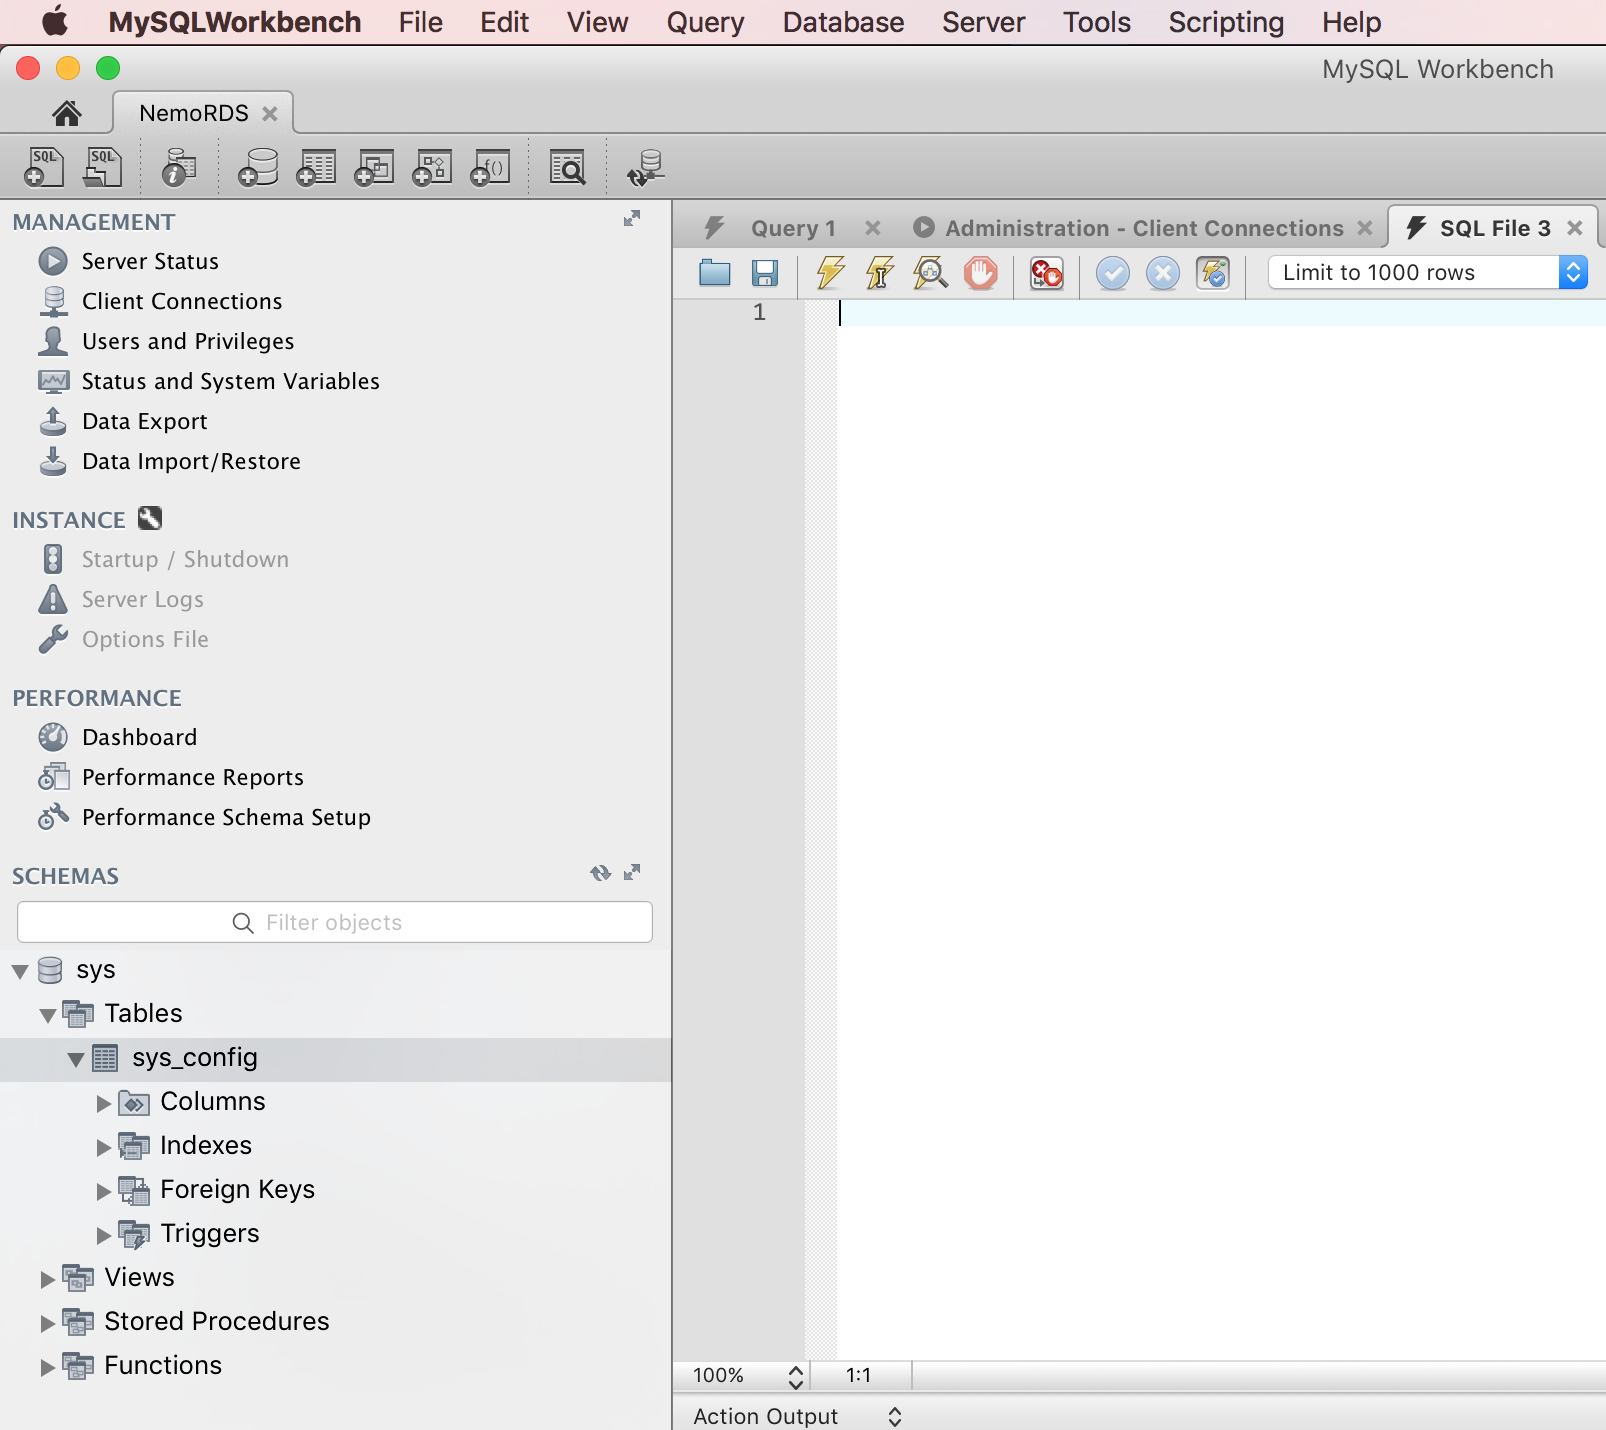 MySQLWorkbench File Edit View Query Database Server Tools Scripting Help
MySQL Workbench
NemoRDS
SQL SQL f()
MANAGEMENT
Server Status
Client Connections
Users and Privileges
Status and System Variables
Data Export
Data Import/Restore
INSTANCE
Startup / Shutdown
Server Logs
Options File
PERFORMANCE
Dashboard
Performance Reports
Performance Schema Setup
SCHEMAS
Filter objects
sys
Tables
sys_config
Columns
Indexes
Foreign Keys
Triggers
Views
Stored Procedures
Functions
Query 1 Administration - Client Connections SQL File 3
Limit to 1000 rows
1
100% 1:1
Action Output